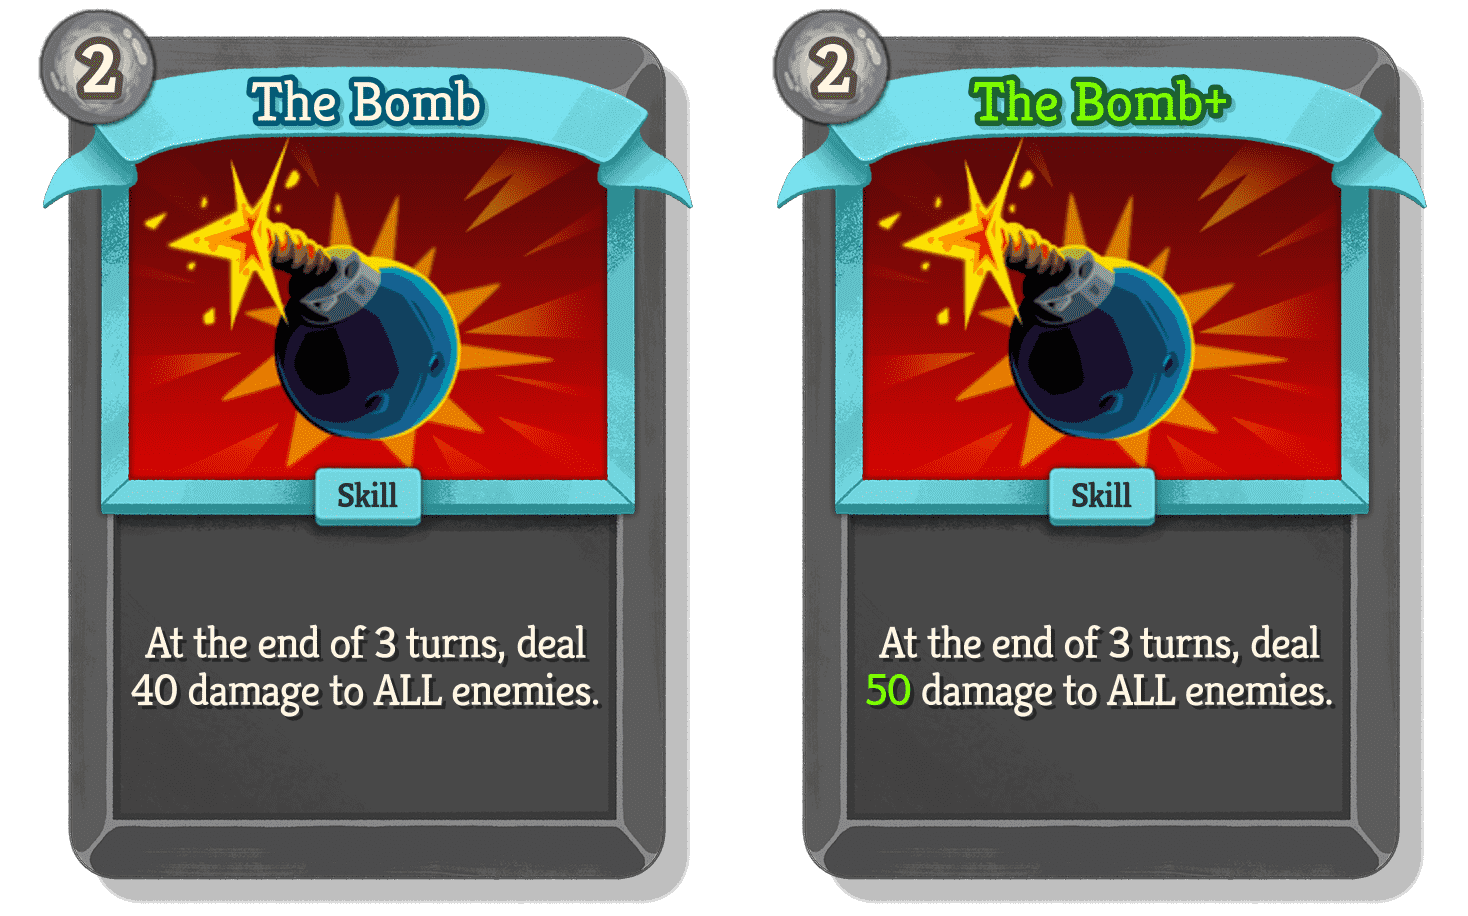 2
The Bomb
Skill
At the end of 3 turns, deal
40 damage to ALL enemies.
2
The Bomb+
Skill
At the end of 3 turns, deal
50 damage to ALL enemies.